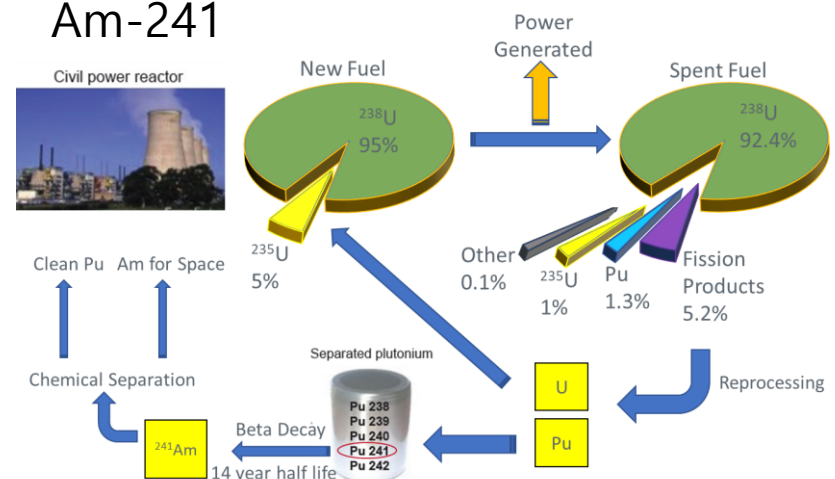 Am-241
Civil power reactor
New Fuel
²³⁸U
95%
²³⁵U
5%
Power
Generated
Spent Fuel
²³⁸U
92.4%
Other
0.1%
²³⁵U
1%
Pu
1.3%
Fission
Products
5.2%
Reprocessing
U
Pu
Separated plutonium
Pu 238
Pu 239
Pu 240
Pu 241
Pu 242
Beta Decay
14 year half life
²⁴¹Am
Chemical Separation
Clean Pu
Am for Space